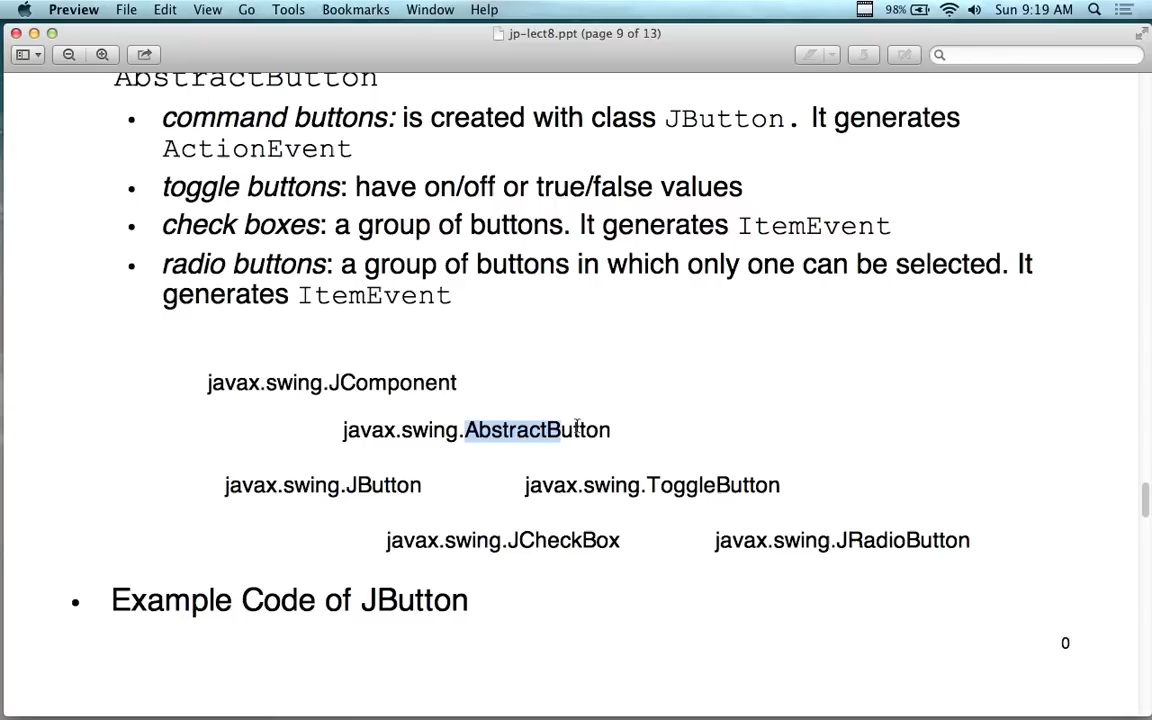 Preview File Edit View Go Tools Bookmarks Window Help 98% Sun 9:19 AM
jp-lect8.ppt (page 9 of 13)
AbstractButton
• command buttons: is created with class JButton. It generates
ActionEvent
• toggle buttons: have on/off or true/false values
• check boxes: a group of buttons. It generates ItemEvent
• radio buttons: a group of buttons in which only one can be selected. It
generates ItemEvent
javax.swing.JComponent
javax.swing.AbstractButton
javax.swing.JButton javax.swing.ToggleButton
javax.swing.JCheckBox javax.swing.JRadioButton
• Example Code of JButton
0